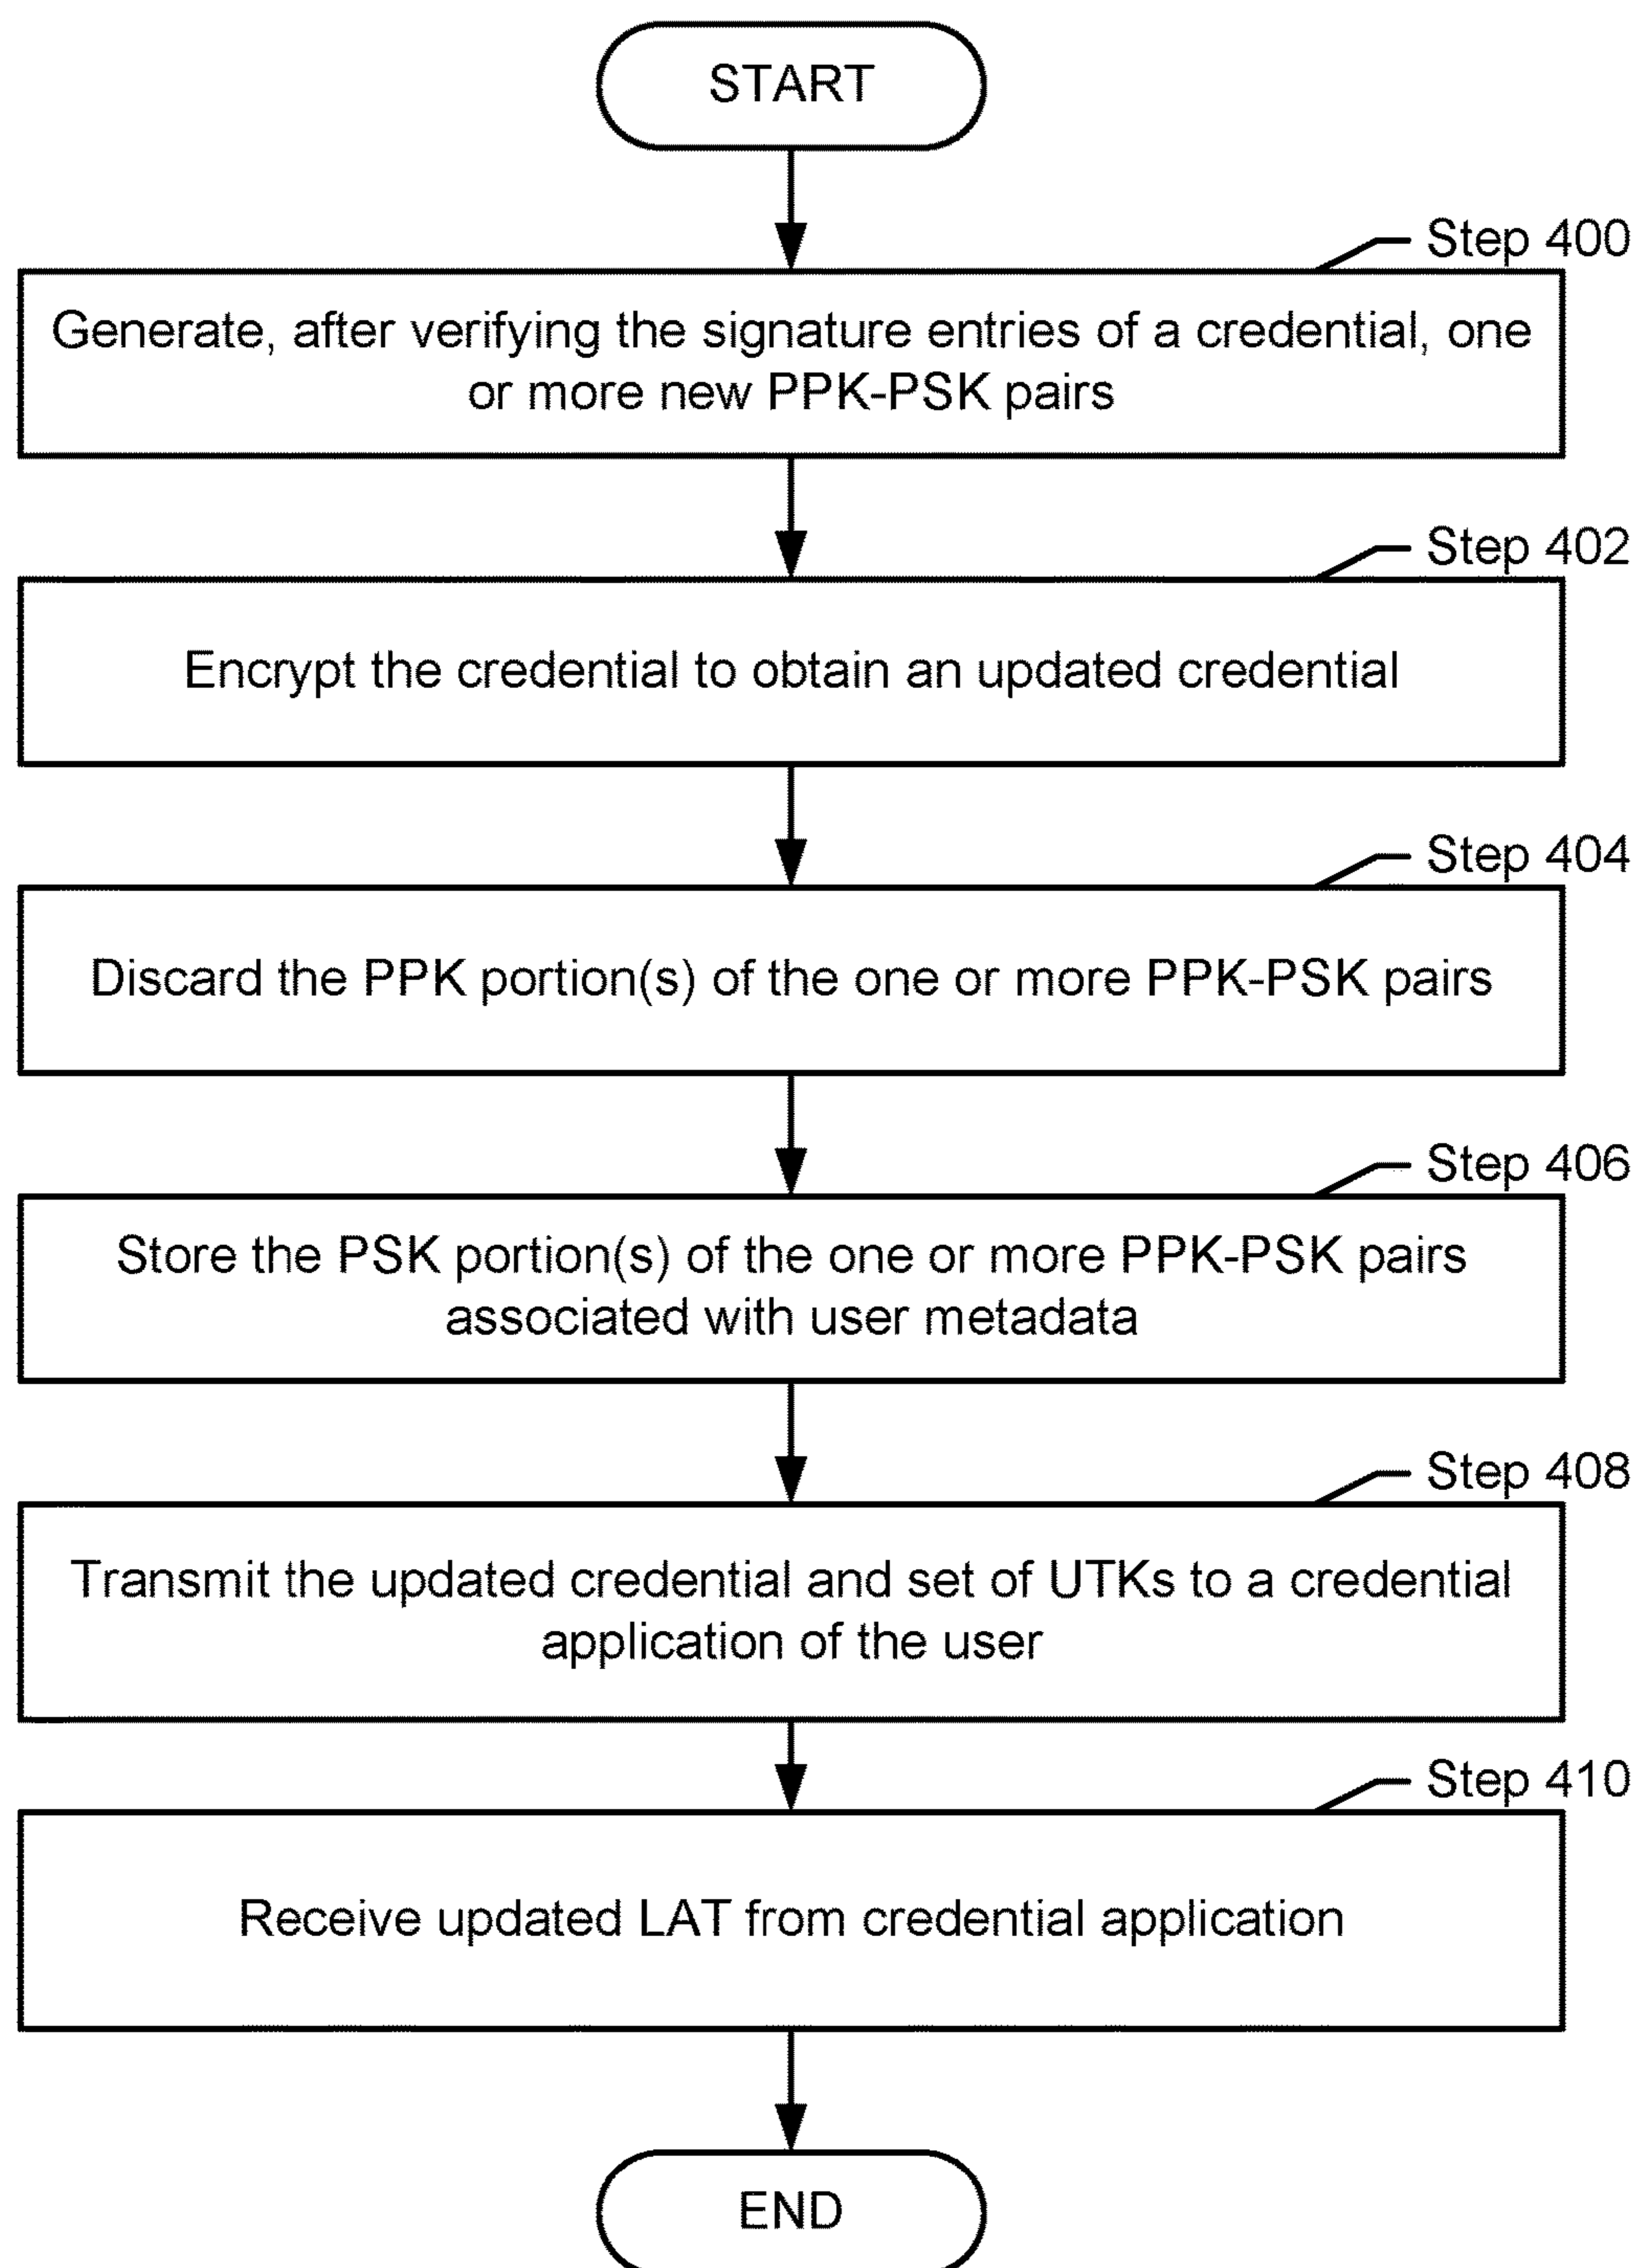 START
Step 400
Generate, after verifying the signature entries of a credential, one
or more new PPK-PSK pairs
Step 402
Encrypt the credential to obtain an updated credential
Step 404
Discard the PPK portion(s) of the one or more PPK-PSK pairs
Step 406
Store the PSK portion(s) of the one or more PPK-PSK pairs
associated with user metadata
Step 408
Transmit the updated credential and set of UTKs to a credential
application of the user
Step 410
Receive updated LAT from credential application
END